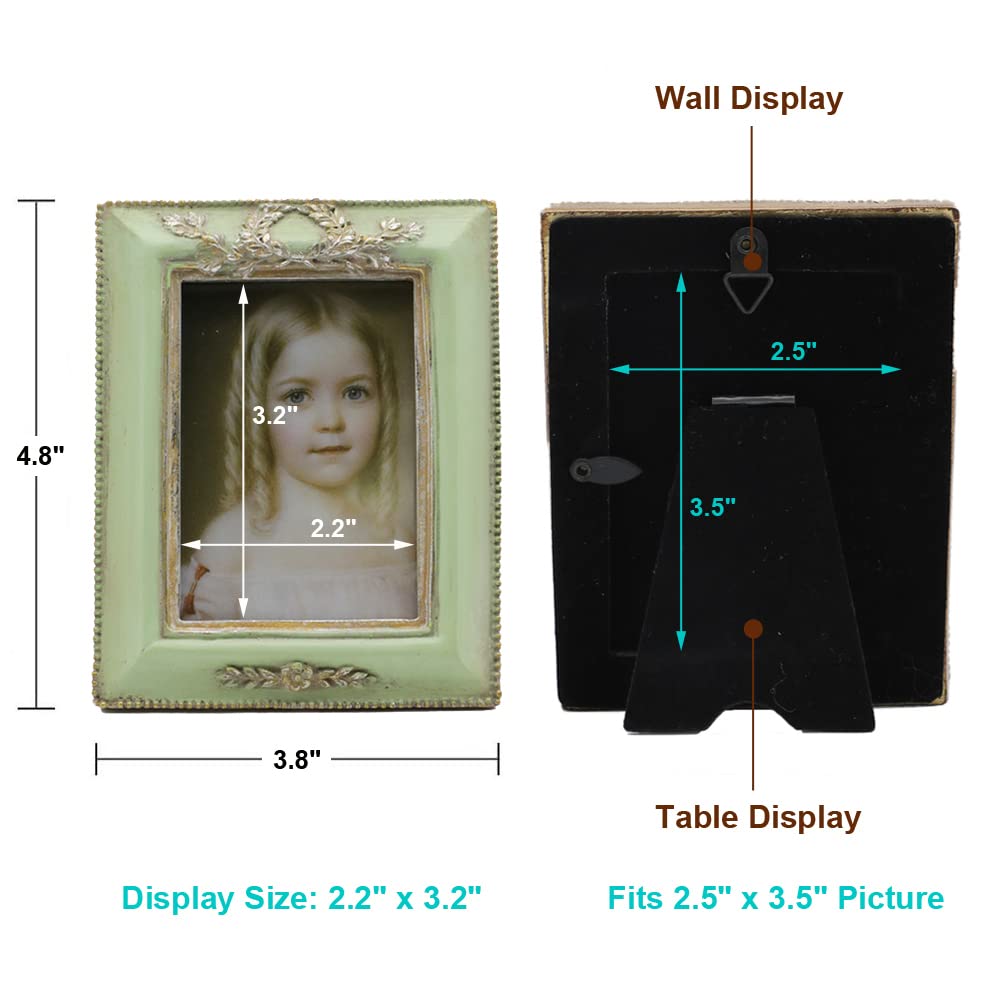 Wall Display
2.5"
3.2"
4.8"
3.5"
2.2"
3.8"
Table Display
Display Size: 2.2" x 3.2"
Fits 2.5" x 3.5" Picture